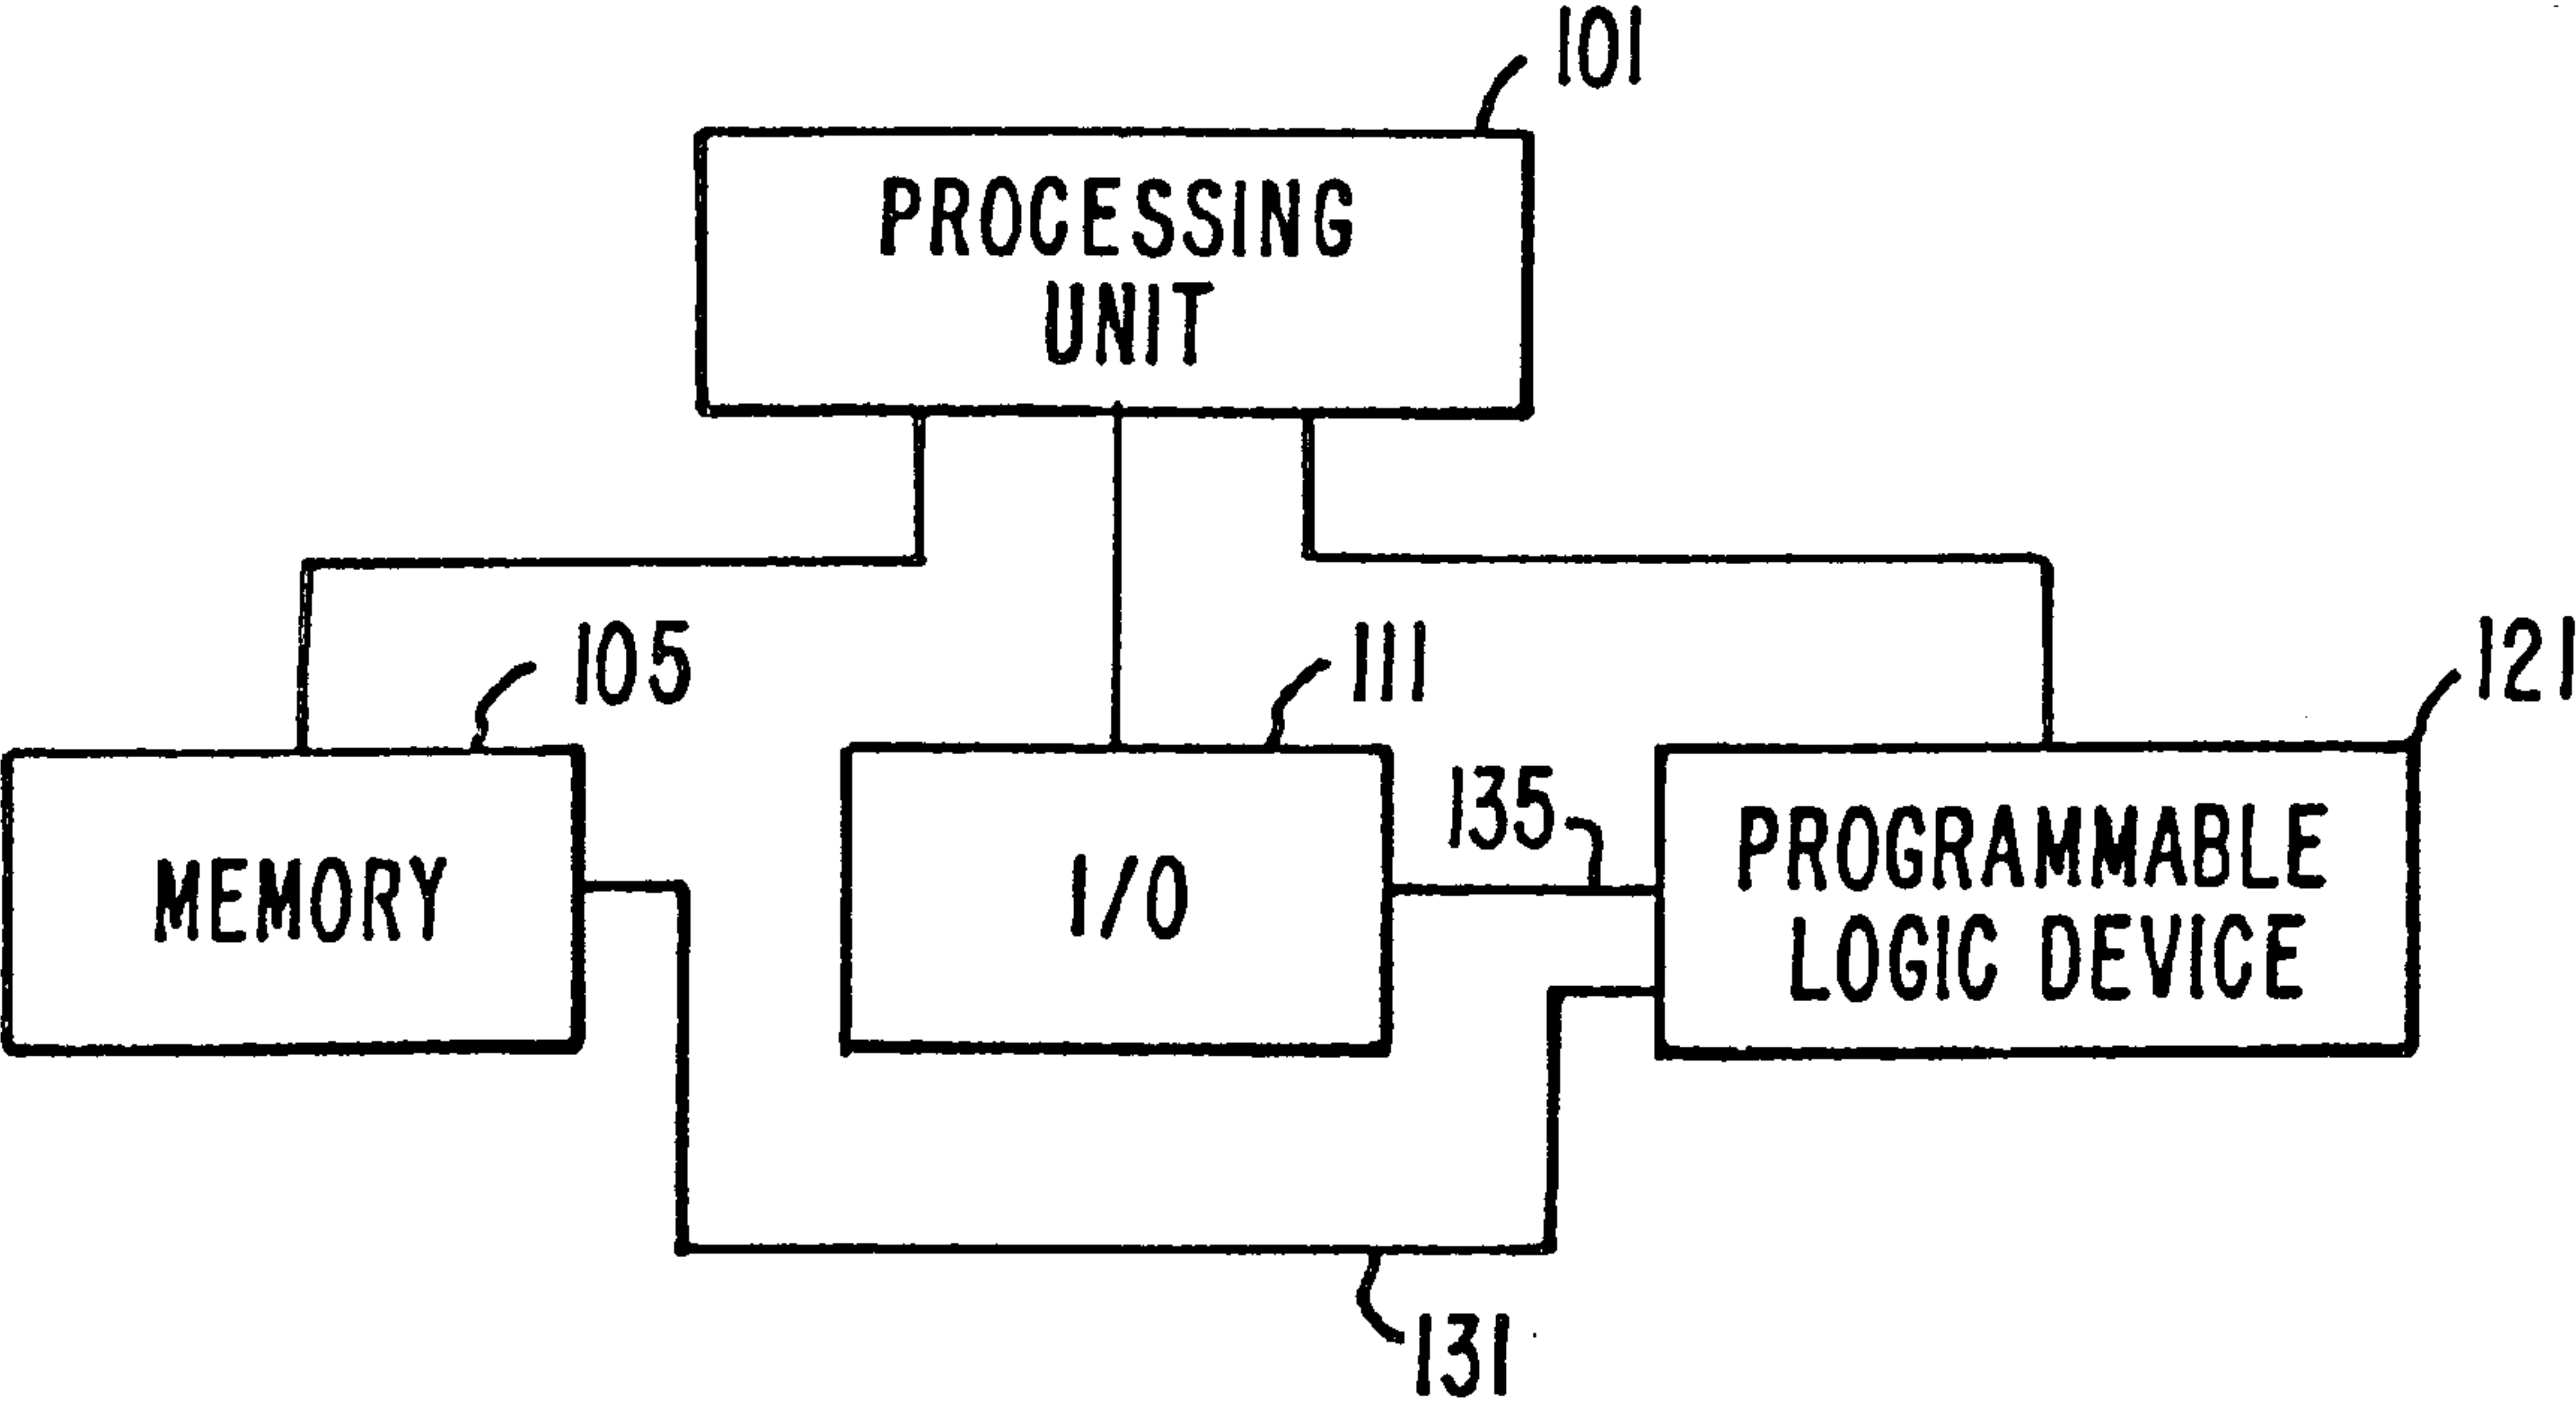 101
PROCESSING
UNIT
105
111
121
MEMORY
I/O
135
PROGRAMMABLE
LOGIC DEVICE
131